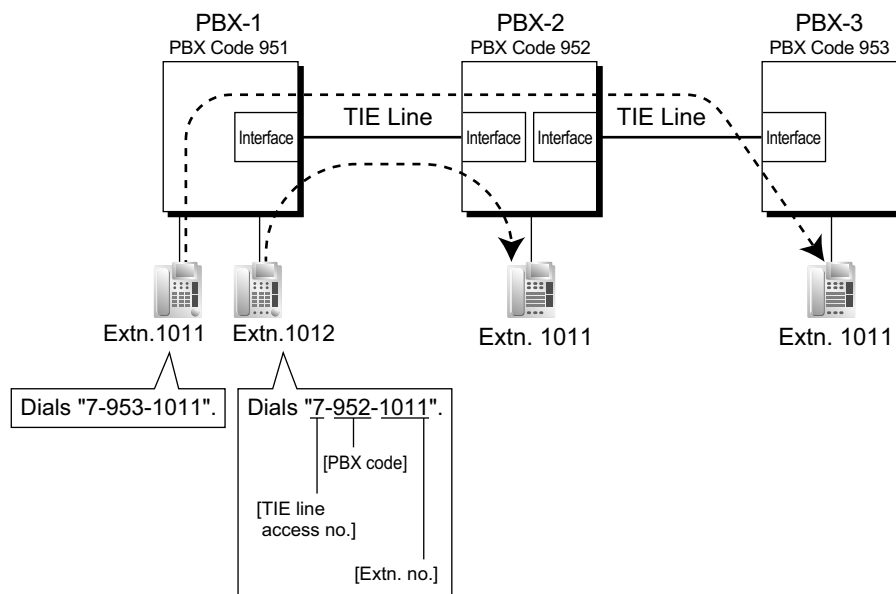 PBX-1
PBX Code 951
PBX-2
PBX Code 952
PBX-3
PBX Code 953
TIE Line
TIE Line
Interface
Interface
Interface
Interface
Extn.1011
Extn.1012
Extn. 1011
Extn. 1011
Dials "7-953-1011".
Dials "7-952-1011".
[PBX code]
[TIE line
access no.]
[Extn. no.]